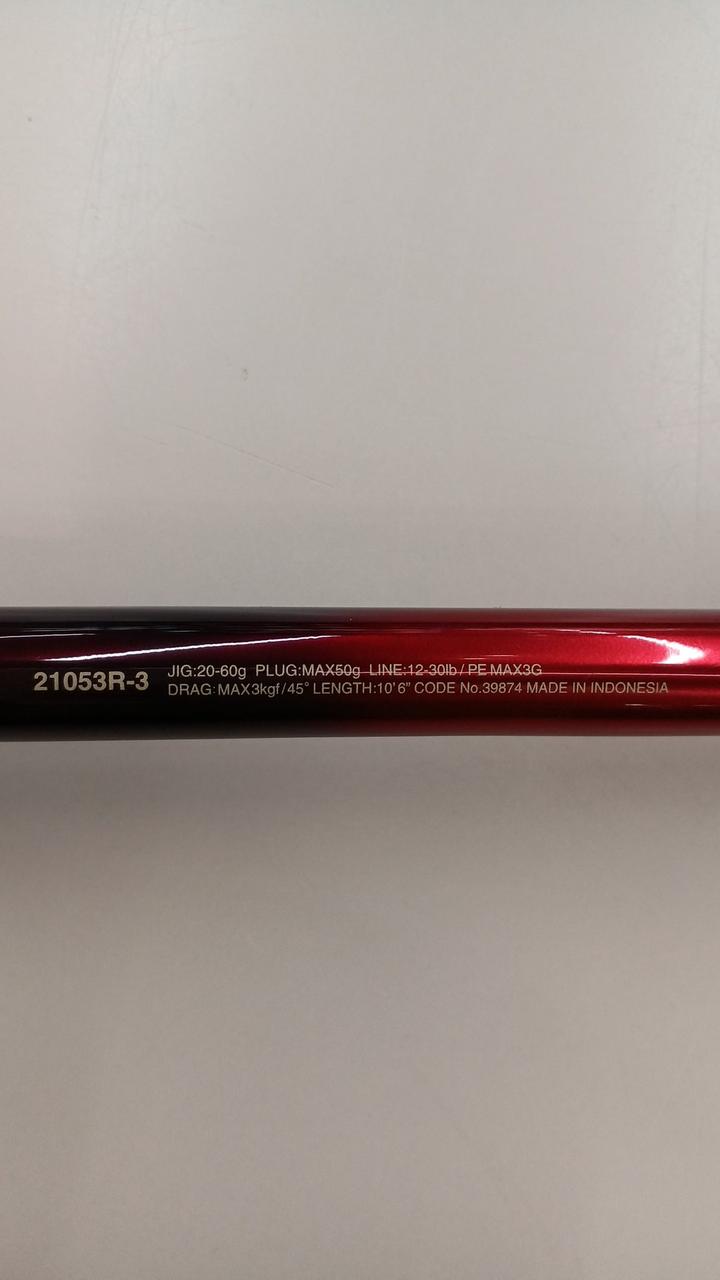 21053R-3
JIG:20-60g PLUG:MAX50g LINE:12-30lb / PE MAX3G
DRAG:MAX3kgf/45° LENGTH:10'6" CODE No.39874 MADE IN INDONESIA